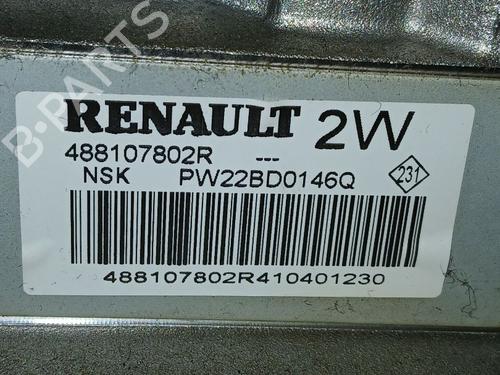 B-PARTS
RENAULT 2W
488107802R ---
NSK PW22BD0146Q 231
488107802R410401230